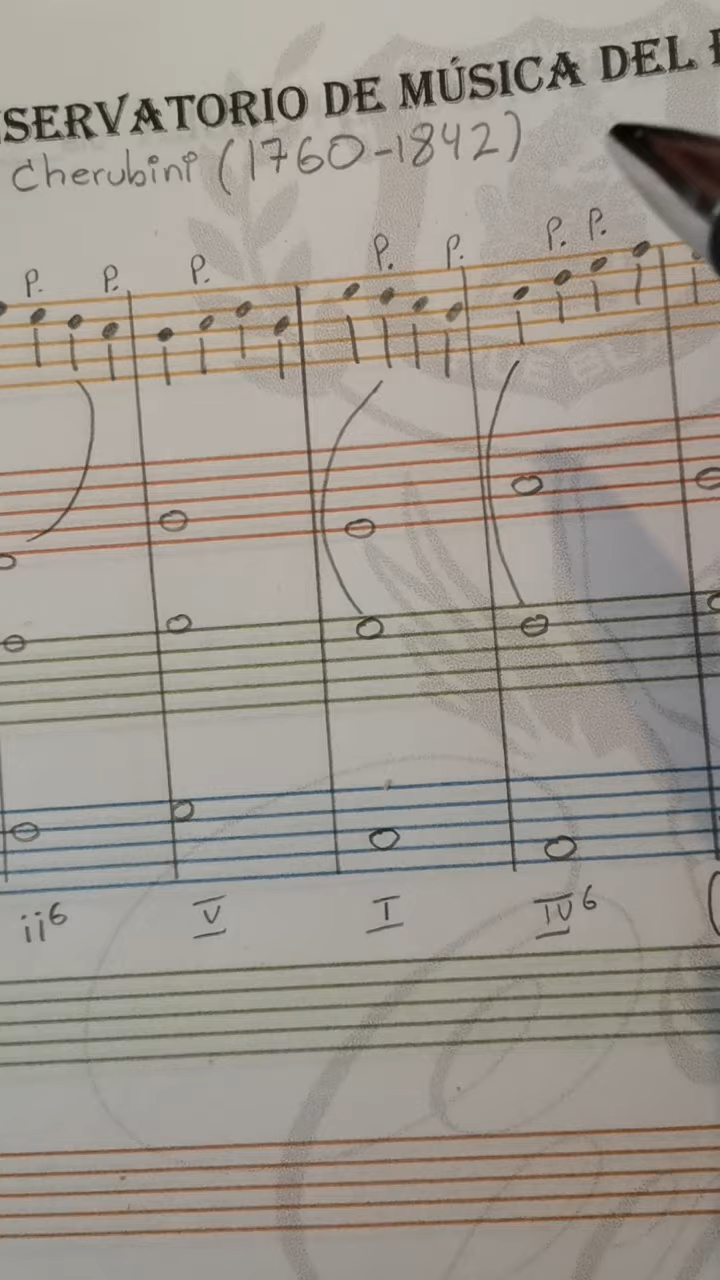 SERVATORIO DE MÚSICA DEL
Cherubini (1760-1842)
P. P. P. P. P. P. P.
ii6 V I IV6